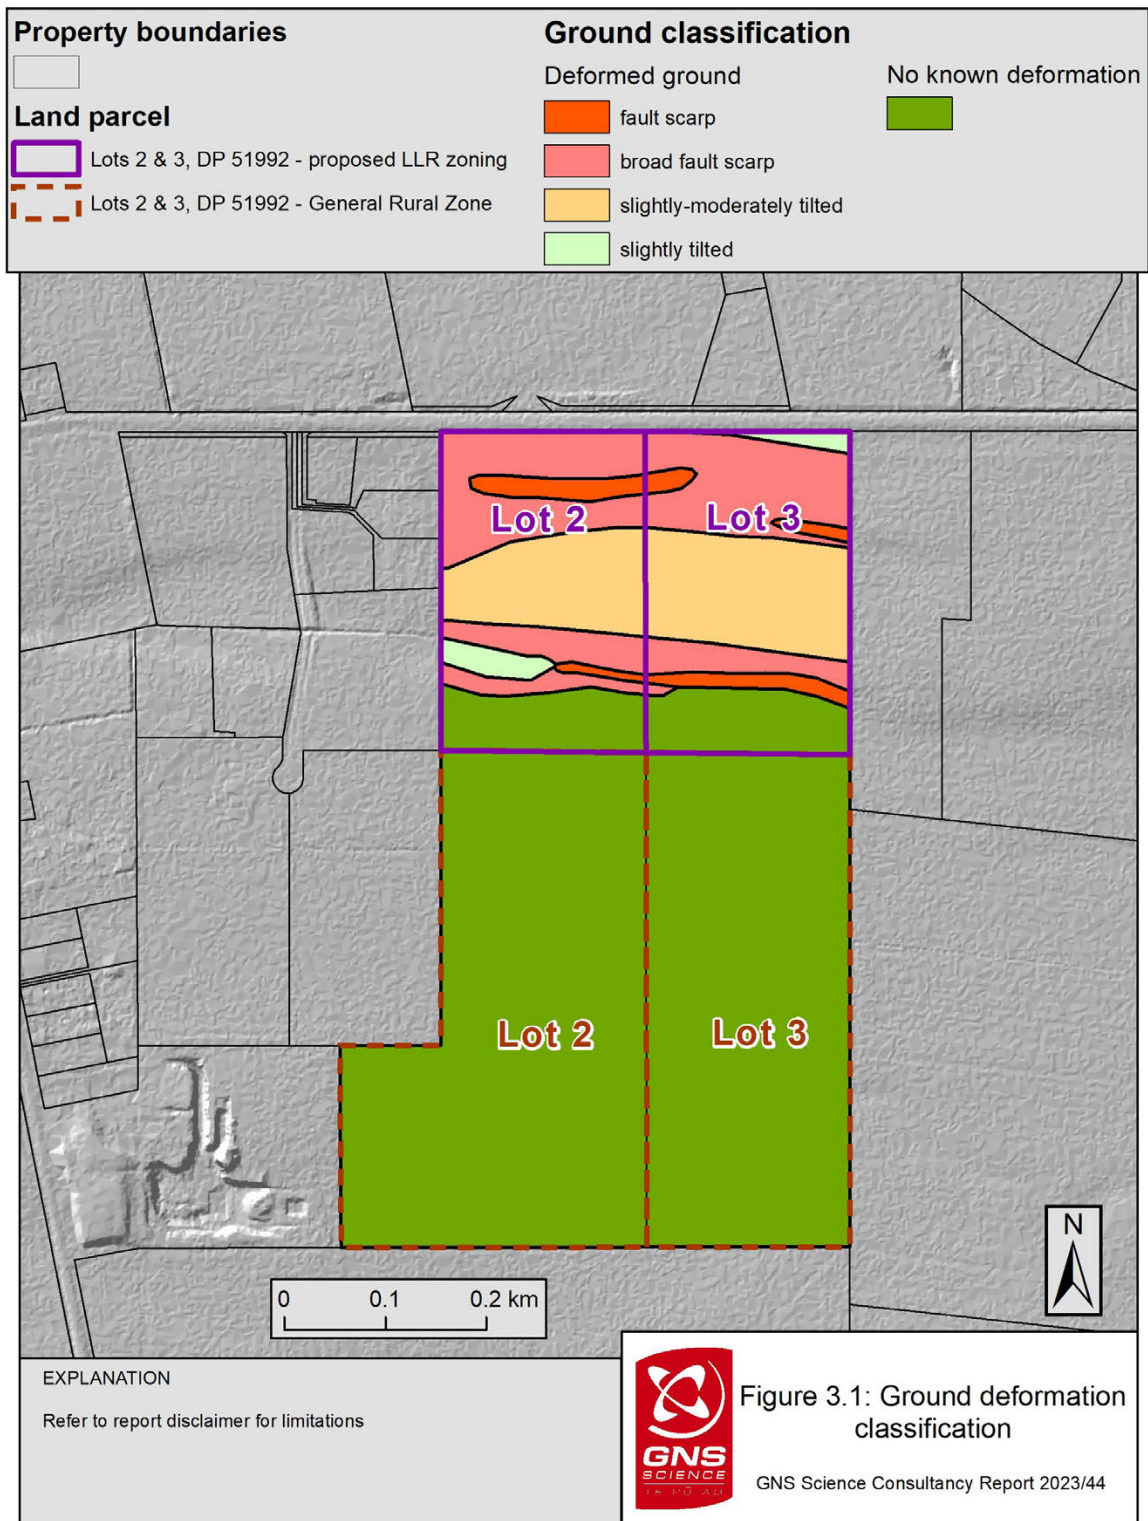 Property boundaries
Land parcel
Lots 2 & 3, DP 51992 - proposed LLR zoning
Lots 2 & 3, DP 51992 - General Rural Zone
Ground classification
Deformed ground
fault scarp
broad fault scarp
slightly-moderately tilted
slightly tilted
No known deformation
Lot 2
Lot 3
Lot 2
Lot 3
N
0 0.1 0.2 km
EXPLANATION
Refer to report disclaimer for limitations
GNS
SCIENCE
TE PŪ AO
Figure 3.1: Ground deformation
classification
GNS Science Consultancy Report 2023/44